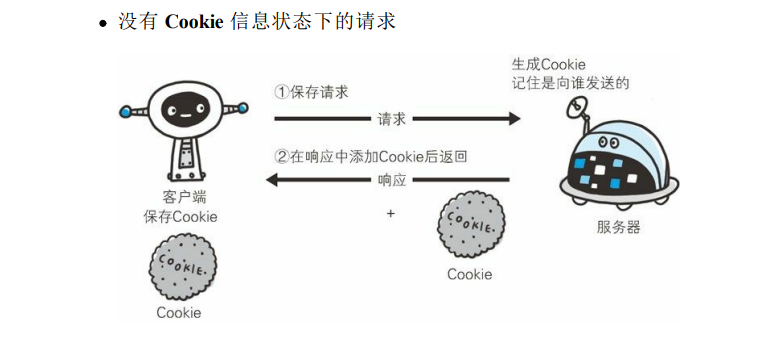 • 没有 Cookie 信息状态下的请求
生成Cookie
记住是向谁发送的
①保存请求
请求
②在响应中添加Cookie后返回
响应
客户端
保存Cookie
+
COOKIE.
Cookie
服务器
COOKIE.
Cookie